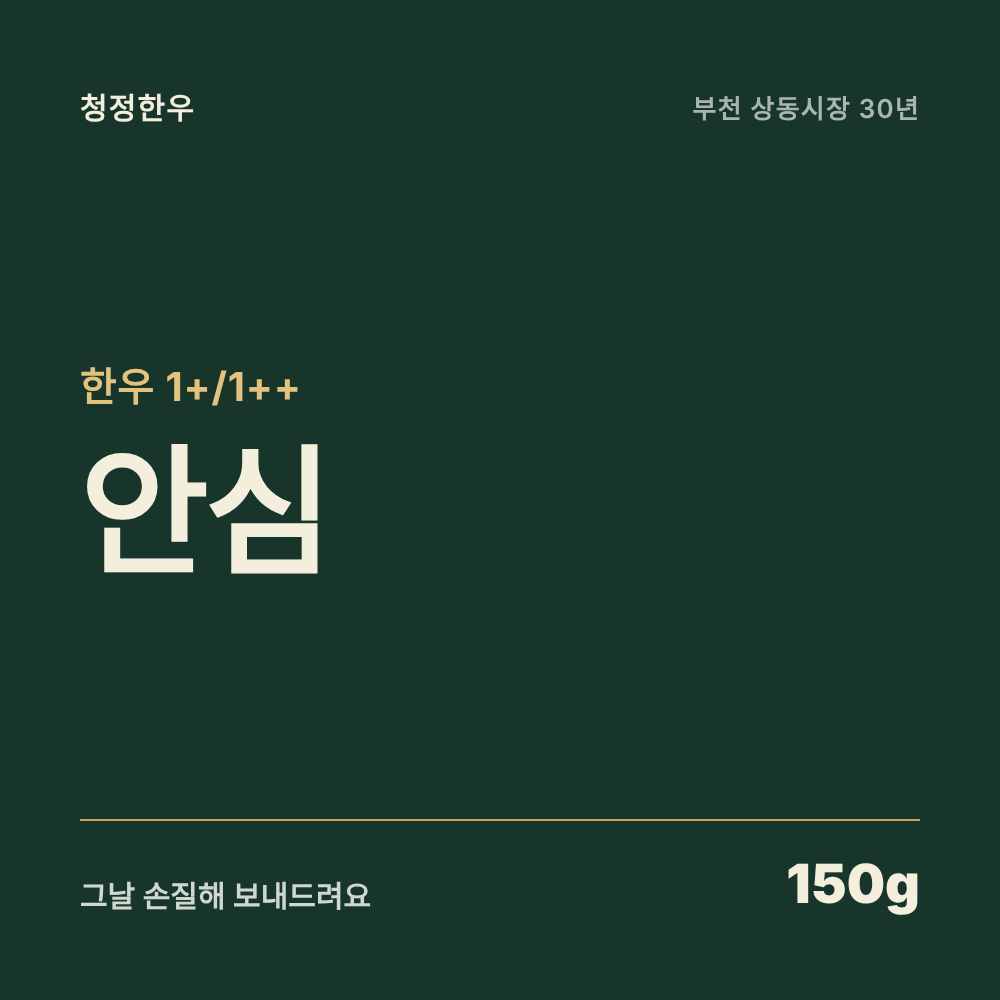 청정한우
부천 상동시장 30년
한우 1+/1++
안심
그날 손질해 보내드려요
150g